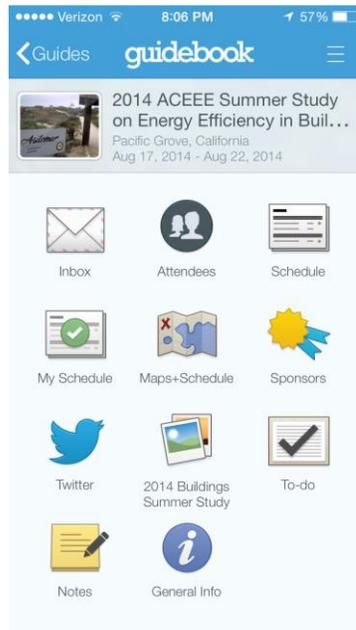 Verizon 8:06 PM 57%
Guides guidebook
2014 ACEEE Summer Study
on Energy Efficiency in Buil...
Pacific Grove, California
Aug 17, 2014 - Aug 22, 2014
Inbox Attendees Schedule
My Schedule Maps+Schedule Sponsors
Twitter 2014 Buildings To-do
Summer Study
Notes General Info